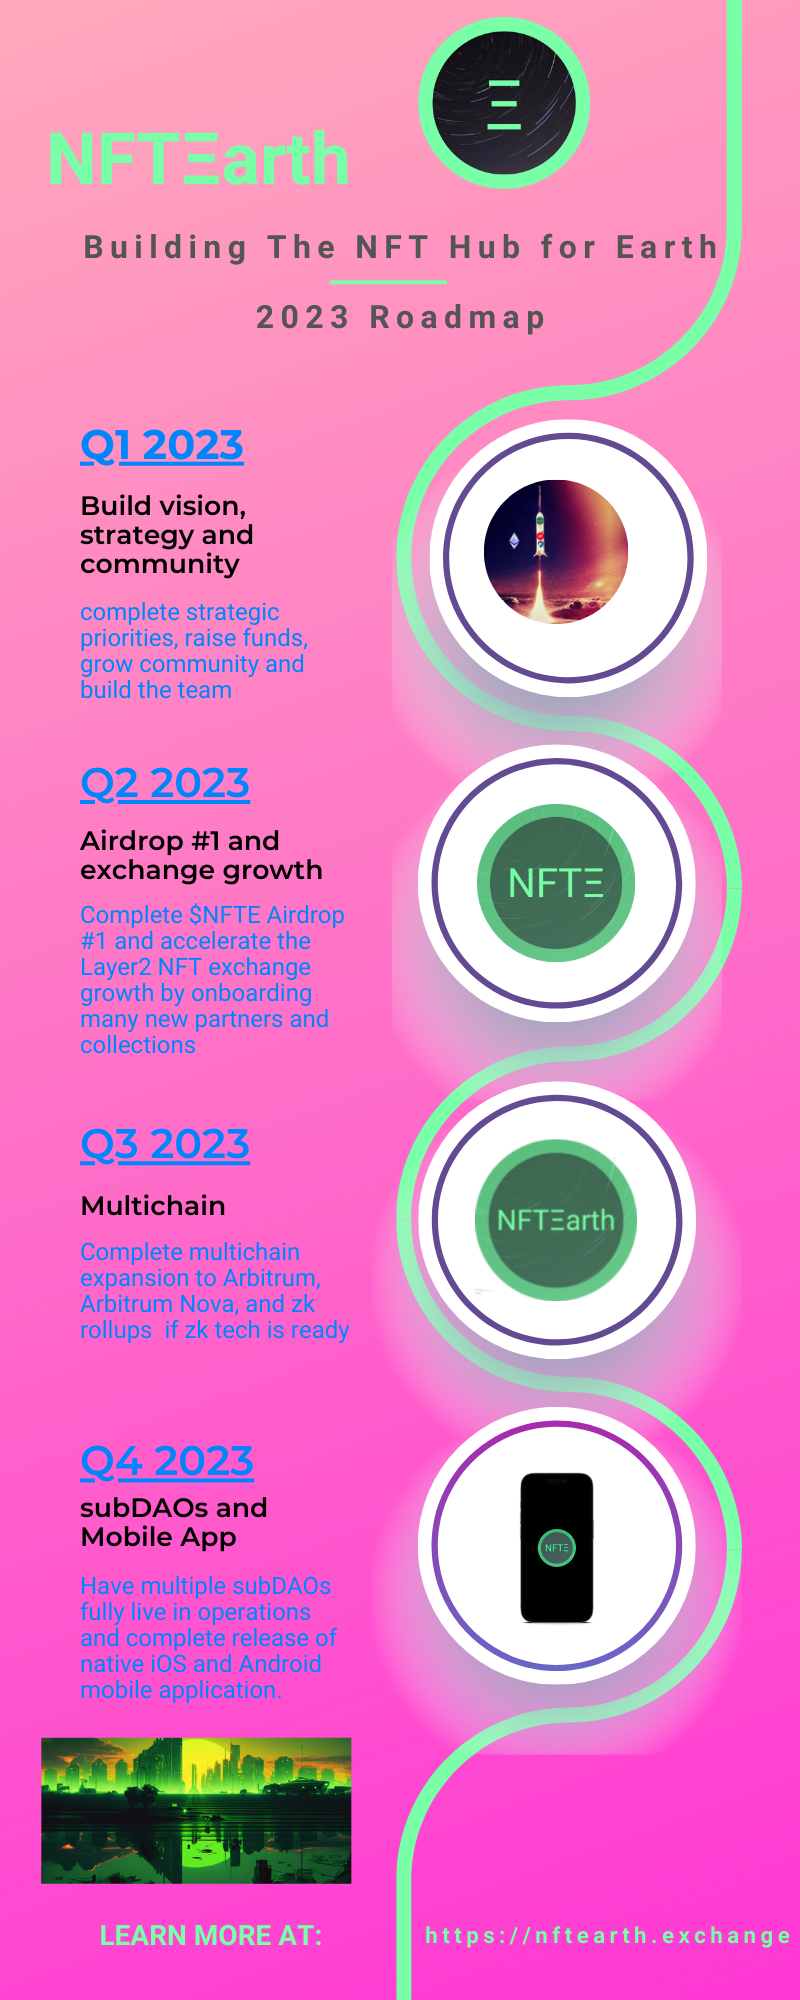 Ξ
NFTΞarth
Building The NFT Hub for Earth
2023 Roadmap
Q1 2023
Build vision,
strategy and
community
complete strategic
priorities, raise funds,
grow community and
build the team
Q2 2023
Airdrop #1 and
exchange growth
Complete $NFTE Airdrop
#1 and accelerate the
Layer2 NFT exchange
growth by onboarding
many new partners and
collections
NFTΞ
Q3 2023
Multichain
Complete multichain
expansion to Arbitrum,
Arbitrum Nova, and zk
rollups  if zk tech is ready
NFTΞarth
Q4 2023
subDAOs and
Mobile App
Have multiple subDAOs
fully live in operations
and complete release of
native iOS and Android
mobile application.
NFTΞ
LEARN MORE AT:
https://nftearth.exchange